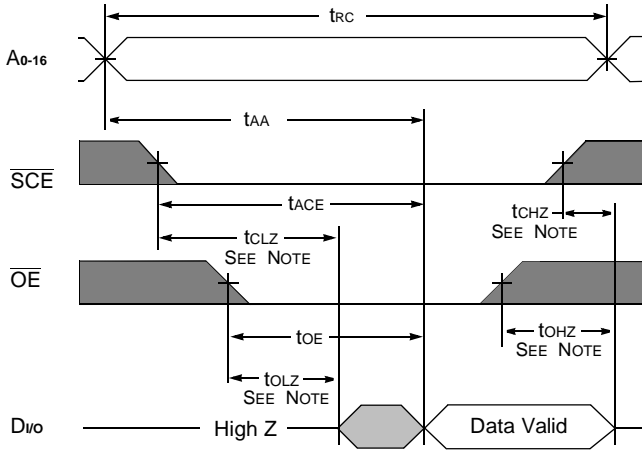 tRC
A0-16
tAA
SCE
tACE
tCHZ
SEE NOTE
tCLZ
SEE NOTE
OE
tOE
tOHZ
SEE NOTE
tOLZ
SEE NOTE
DI/O
High Z
Data Valid